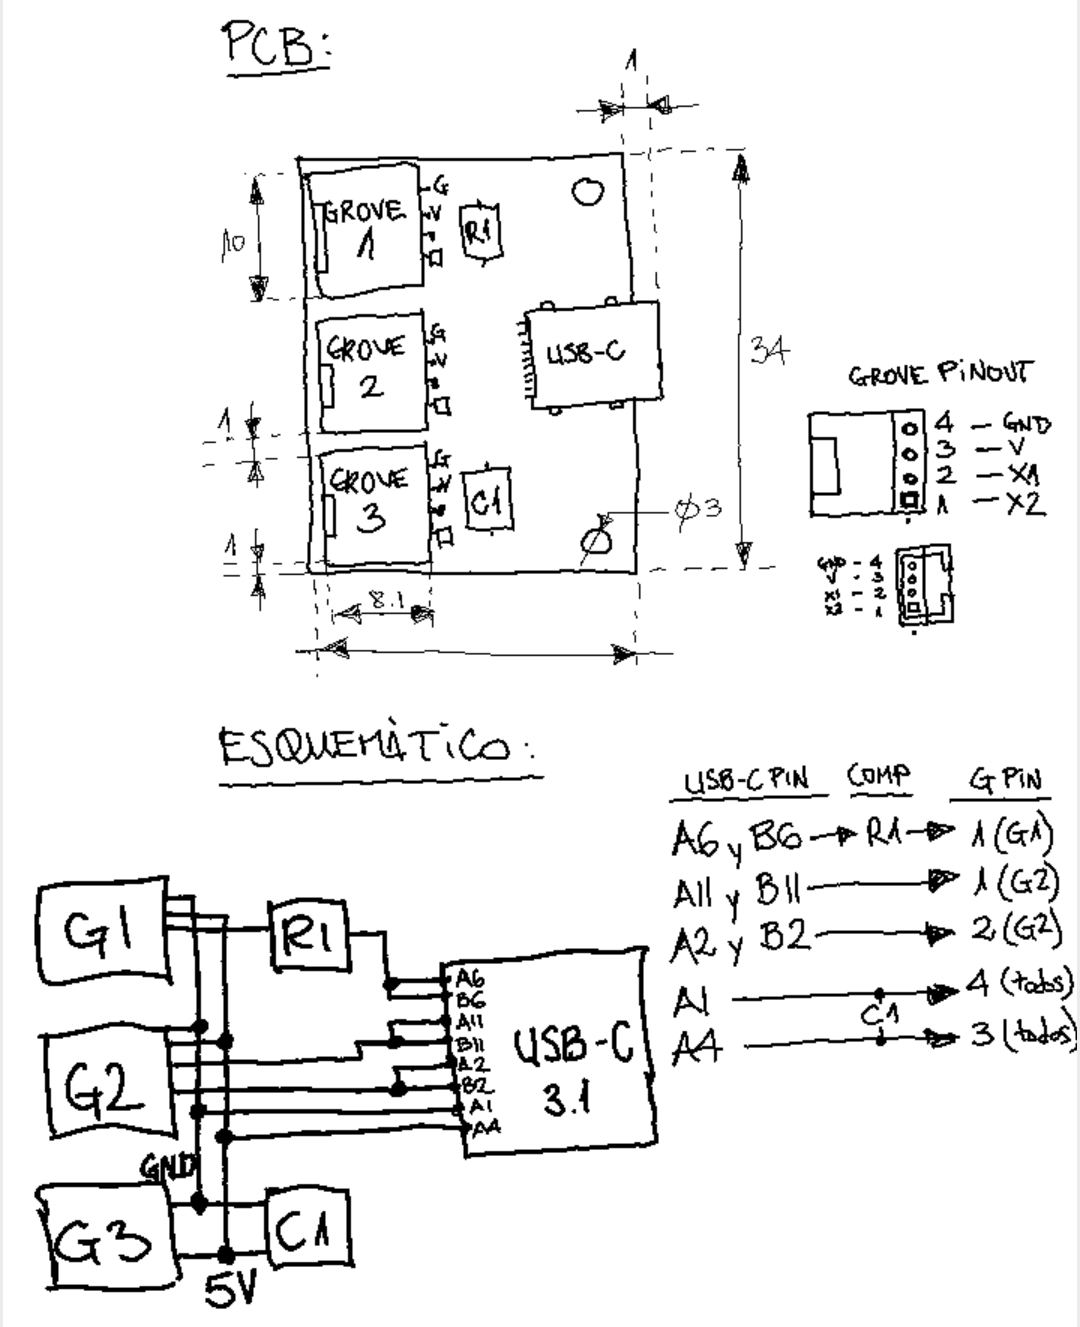 PCB:
1
GROVE
1
G
V
R1
10
GROVE
2
G
V
USB-C
34
1
GROVE
3
G
V
C1
Ø3
1
8.1
GROVE PiNOUT
4 - GND
3 - V
2 - X1
1 - X2
GND - 4
V - 3
X1 - 2
X2 - 1
ESQUEMÀTiCO:
USB-C PIN COMP G PiN
A6 y B6 R1 1 (G1)
A11 y B11 1 (G2)
A2 y B2 2 (G2)
A1 4 (todos)
C1
A4 3 (todos)
G1
R1
A6
B6
A11
B11
A2
B2
A1
A4
USB-C
3.1
G2
GND
G3
C1
5V